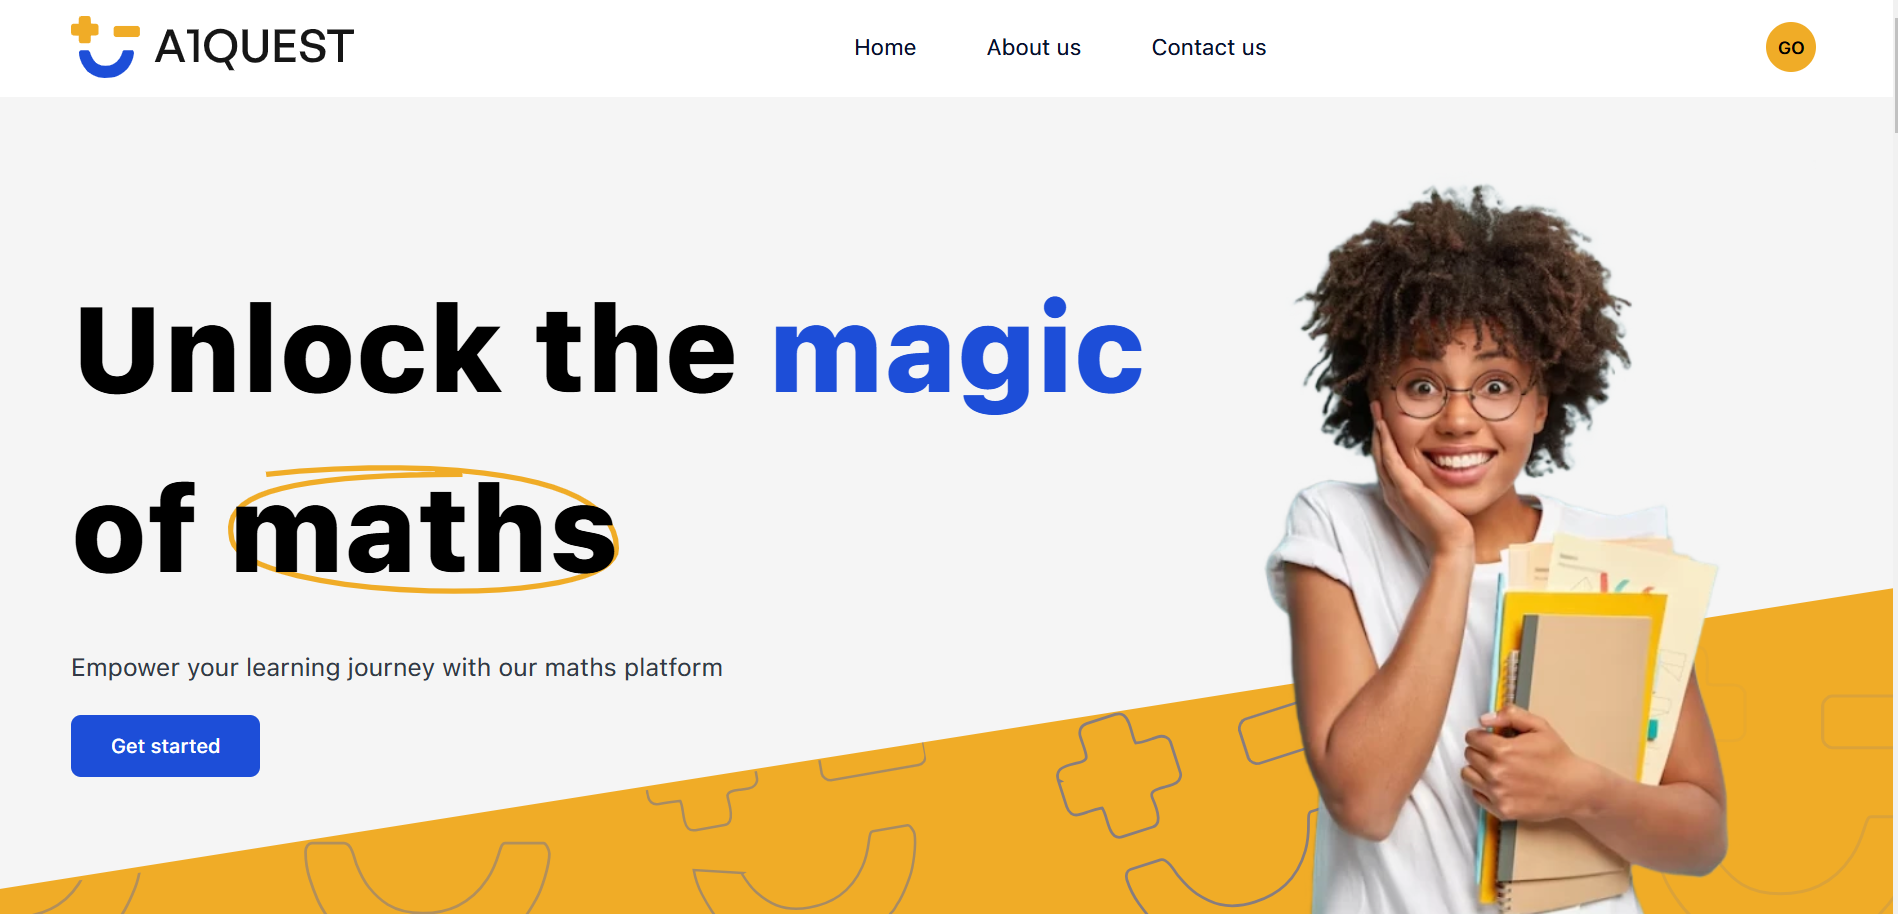 A1QUEST
Home
About us
Contact us
GO
Unlock the magic
of maths
Empower your learning journey with our maths platform
Get started